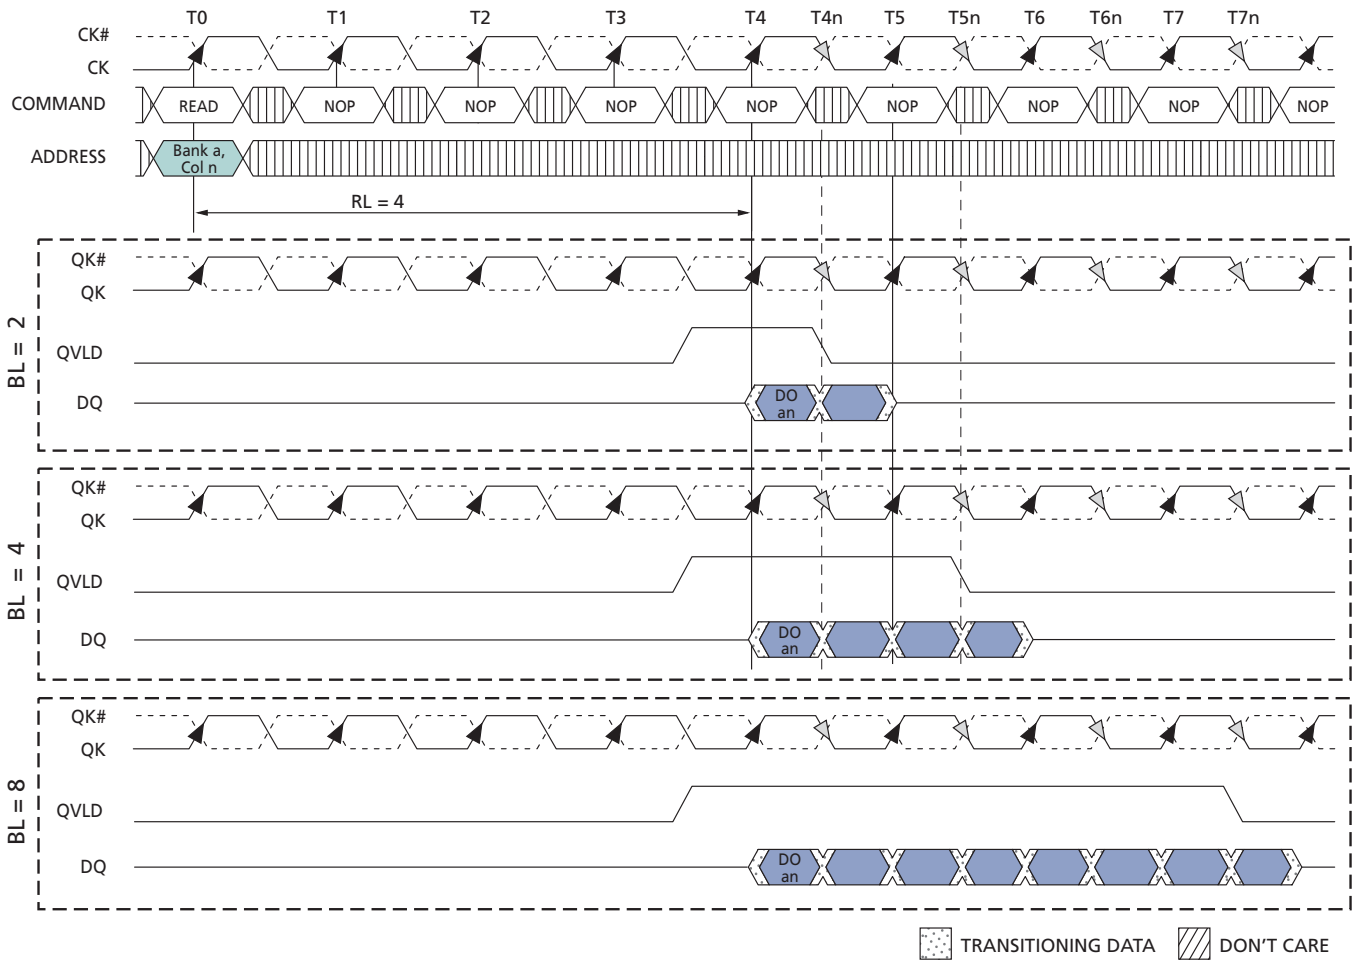 T0 T1 T2 T3 T4 T4n T5 T5n T6 T6n T7 T7n
CK#
CK
COMMAND READ NOP NOP NOP NOP NOP NOP NOP NOP
ADDRESS Bank a,
Col n
RL = 4
BL = 2
QK#
QK
QVLD
DQ DO
an
BL = 4
QK#
QK
QVLD
DQ DO
an
BL = 8
QK#
QK
QVLD
DQ DO
an
TRANSITIONING DATA DON'T CARE